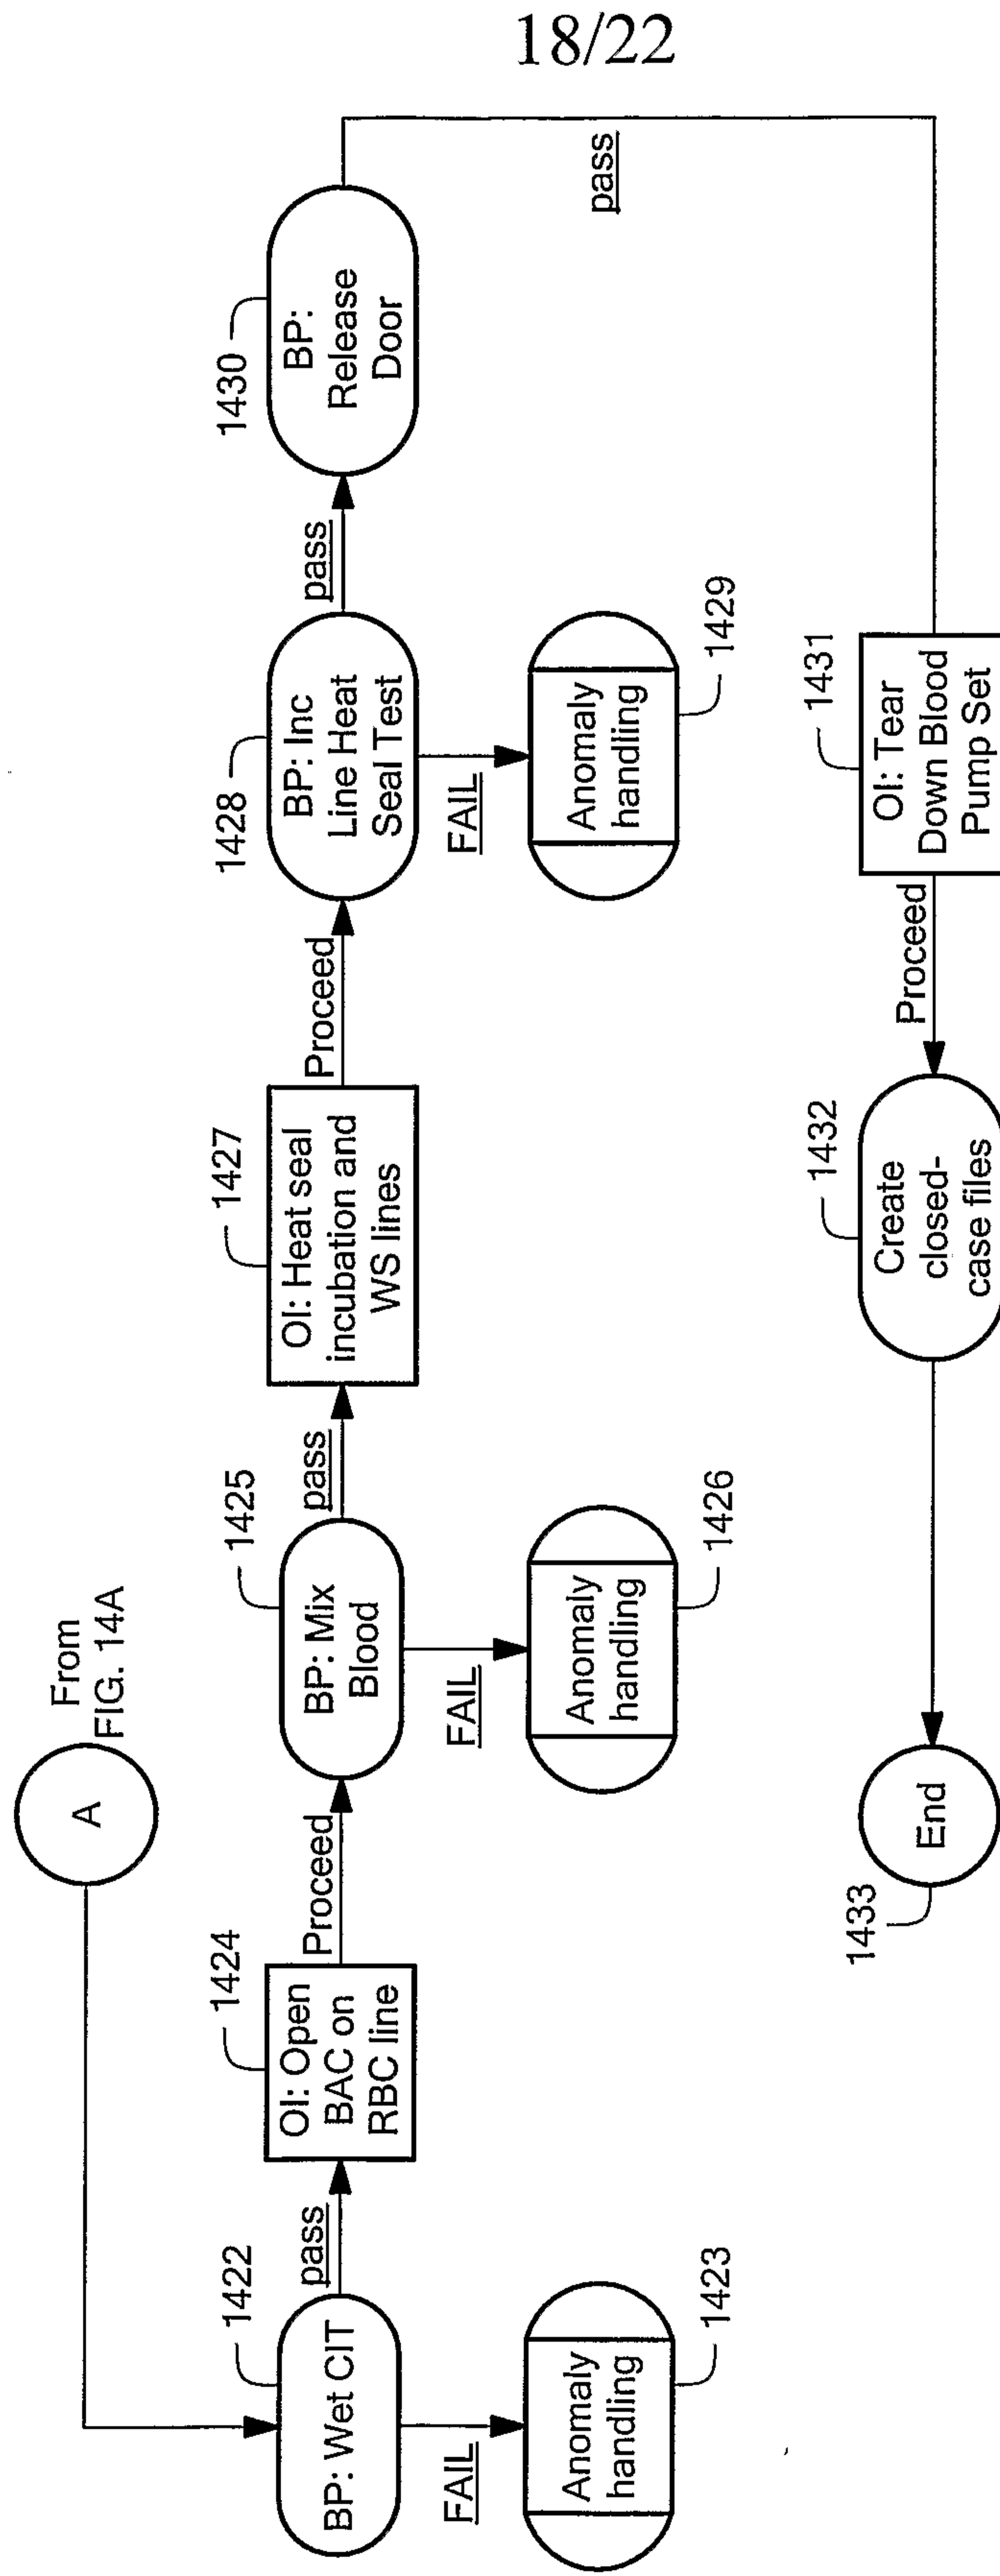 18/22
From
FIG. 14A
A
1422
BP: Wet CIT
pass
FAIL
Anomaly
handling
1423
1424
OI: Open
BAC on
RBC line
Proceed
1425
BP: Mix
Blood
pass
FAIL
Anomaly
handling
1426
1427
OI: Heat seal
incubation and
WS lines
Proceed
1428
BP: Inc
Line Heat
Seal Test
pass
FAIL
Anomaly
handling
1429
1430
BP:
Release
Door
pass
1431
OI: Tear
Down Blood
Pump Set
Proceed
1432
Create
closed-
case files
1433
End